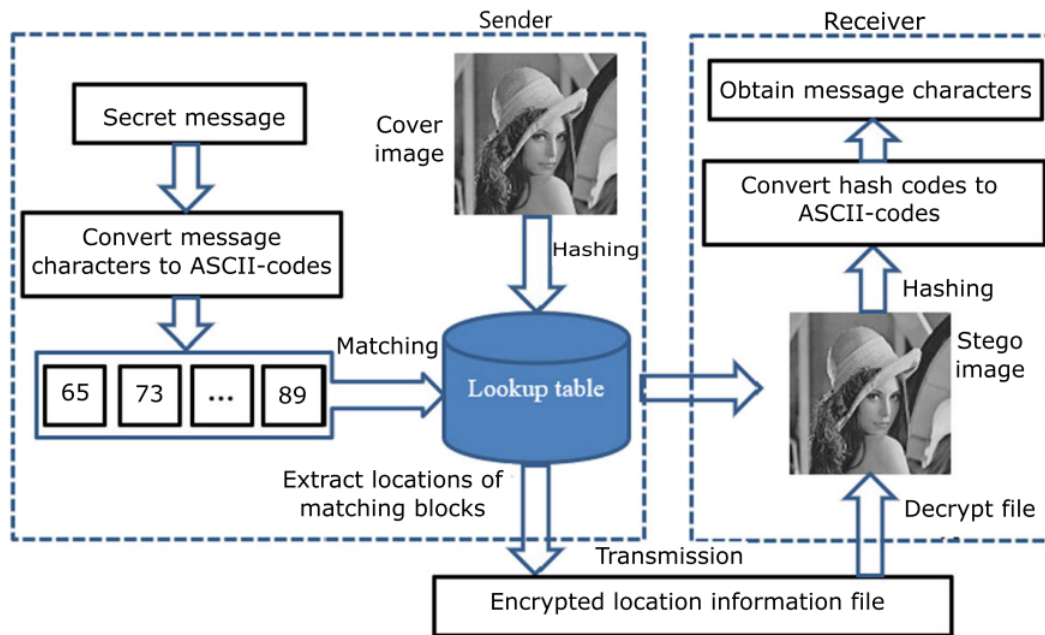 Sender
Receiver
Secret message
Cover
image
Obtain message characters
Convert message
characters to ASCII-codes
Hashing
Convert hash codes to
ASCII-codes
Hashing
65 73 ... 89
Matching
Lookup table
Stego
image
Extract locations of
matching blocks
Decrypt file
Transmission
Encrypted location information file